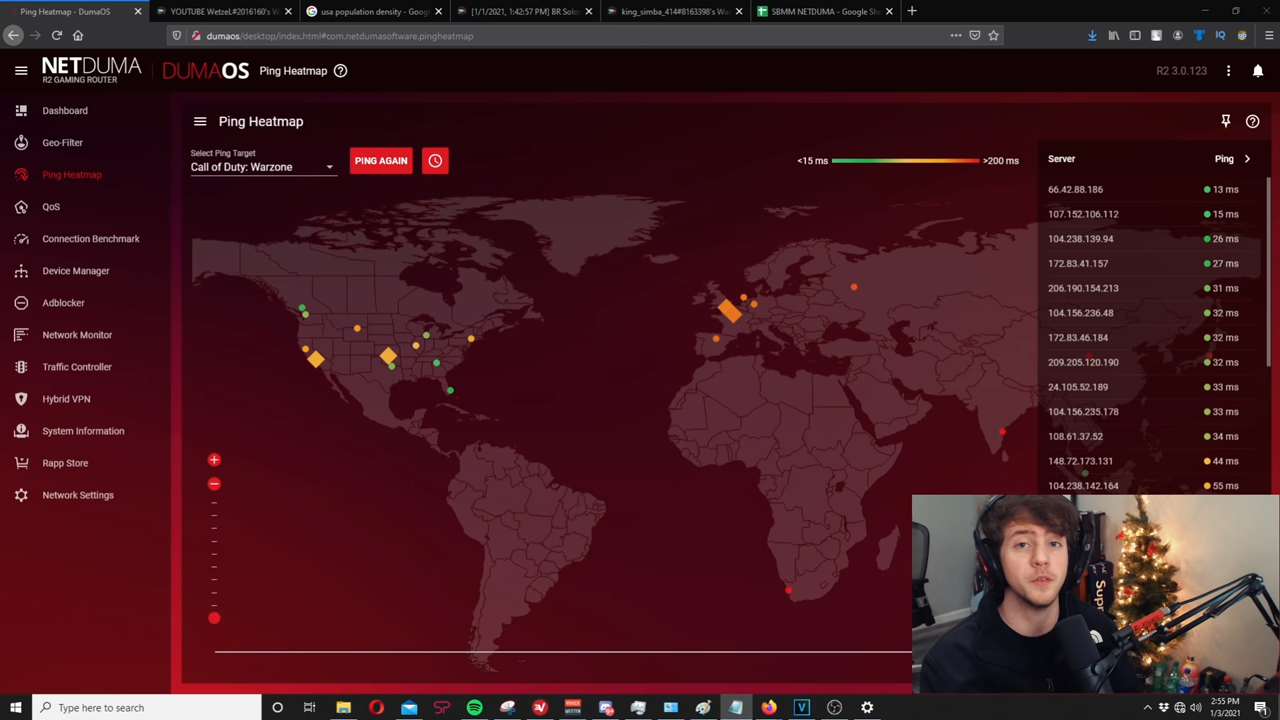 Ping Heatmap - DumaOS
YOUTUBE WetzeL#2016160's W
usa population density - Googl
[1/1/2021, 1:42:57 PM] BR Solos
king_simba_414#8163398's Wa
SBMM NETDUMA - Google She
dumaos/desktop/index.html#com.netdumasoftware.pingheatmap
NETDUMA
R2 GAMING ROUTER
DUMAOS
Ping Heatmap
R2 3.0.123
Dashboard
Geo-Filter
Ping Heatmap
QoS
Connection Benchmark
Device Manager
Adblocker
Network Monitor
Traffic Controller
Hybrid VPN
System Information
Rapp Store
Network Settings
Ping Heatmap
Select Ping Target
Call of Duty: Warzone
PING AGAIN
<15 ms
>200 ms
Server Ping
66.42.88.186 13 ms
107.152.106.112 15 ms
104.238.139.94 26 ms
172.83.41.157 27 ms
206.190.154.213 31 ms
104.156.236.48 32 ms
172.83.46.184 32 ms
209.205.120.190 32 ms
24.105.52.189 33 ms
104.156.235.178 33 ms
108.61.37.52 34 ms
148.72.173.131 44 ms
104.238.142.164 55 ms
Supr
Type here to search
2:55 PM
1/3/2021